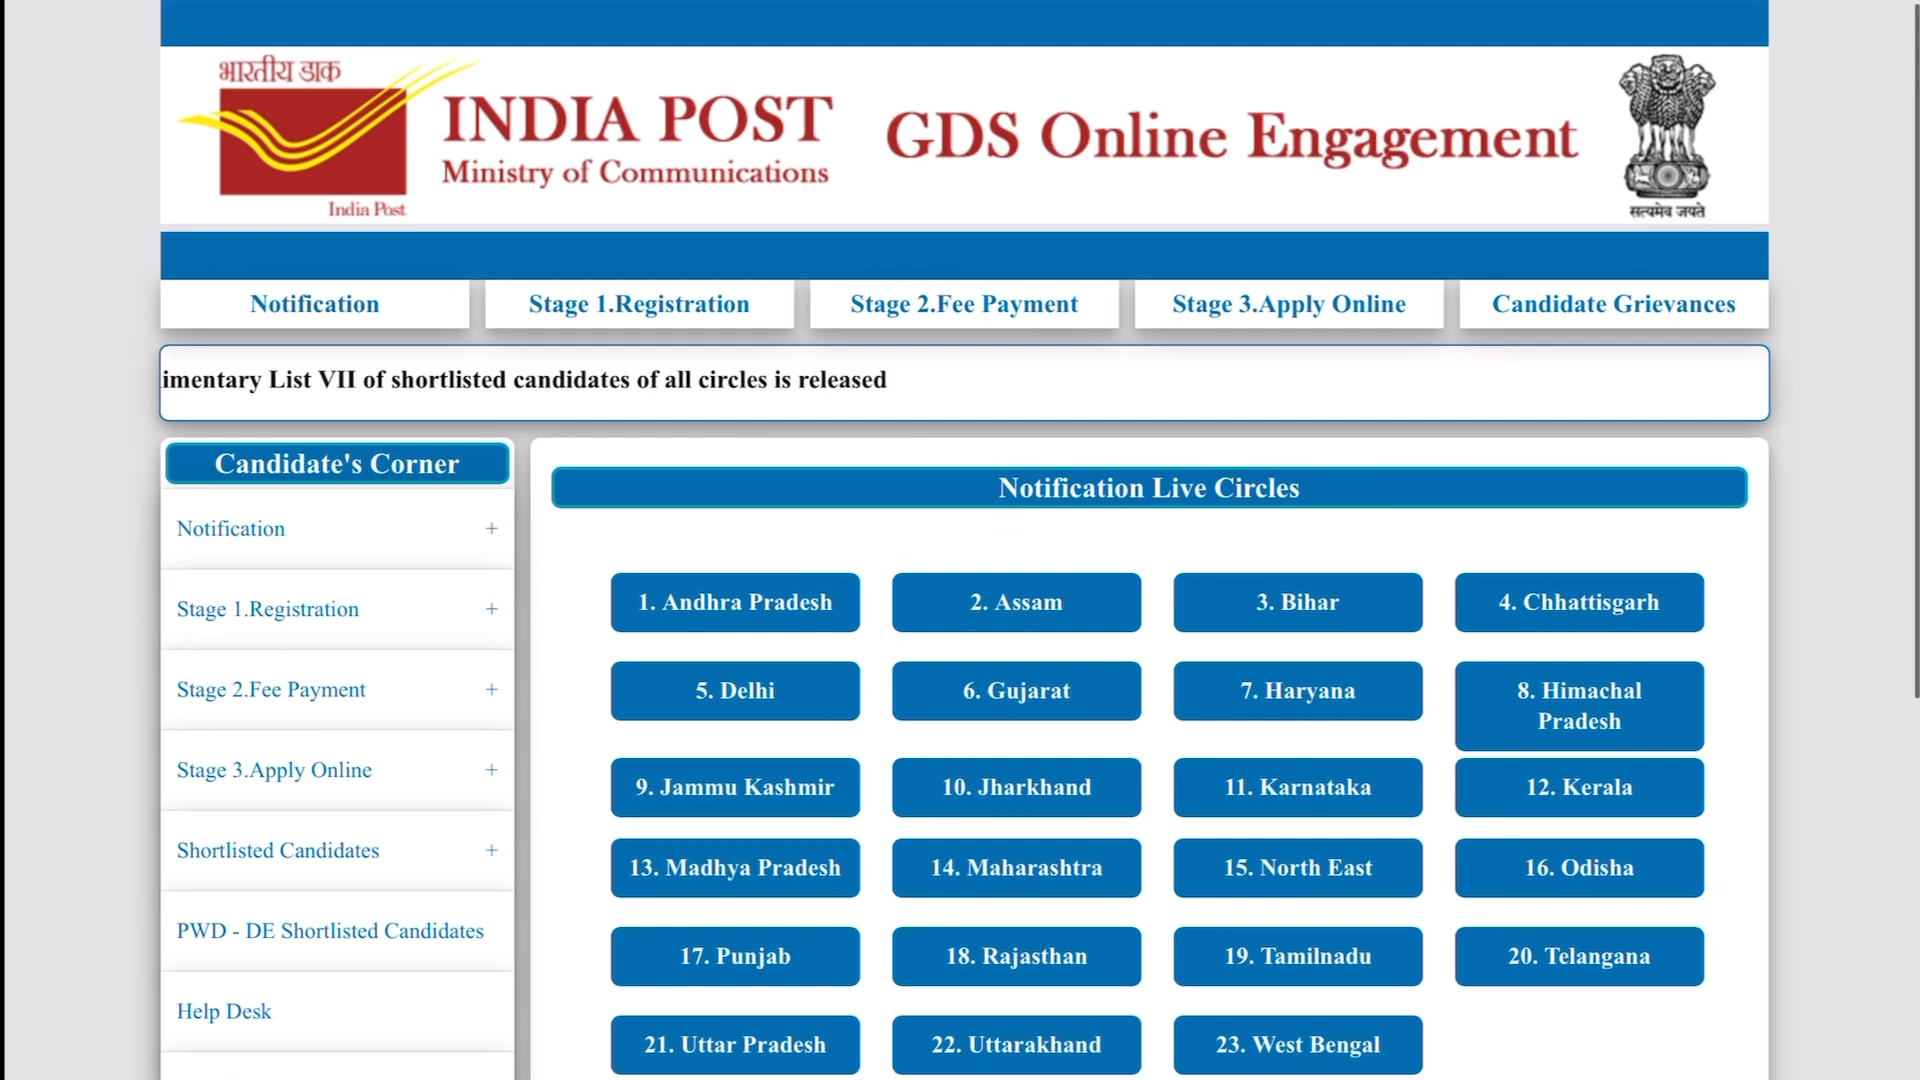 भारतीय डाक
INDIA POST
Ministry of Communications
India Post
GDS Online Engagement
सत्यमेव जयते
Notification
Stage 1.Registration
Stage 2.Fee Payment
Stage 3.Apply Online
Candidate Grievances
imentary List VII of shortlisted candidates of all circles is released
Candidate's Corner
Notification +
Stage 1.Registration +
Stage 2.Fee Payment +
Stage 3.Apply Online +
Shortlisted Candidates +
PWD - DE Shortlisted Candidates
Help Desk
Notification Live Circles
1. Andhra Pradesh
2. Assam
3. Bihar
4. Chhattisgarh
5. Delhi
6. Gujarat
7. Haryana
8. Himachal
Pradesh
9. Jammu Kashmir
10. Jharkhand
11. Karnataka
12. Kerala
13. Madhya Pradesh
14. Maharashtra
15. North East
16. Odisha
17. Punjab
18. Rajasthan
19. Tamilnadu
20. Telangana
21. Uttar Pradesh
22. Uttarakhand
23. West Bengal